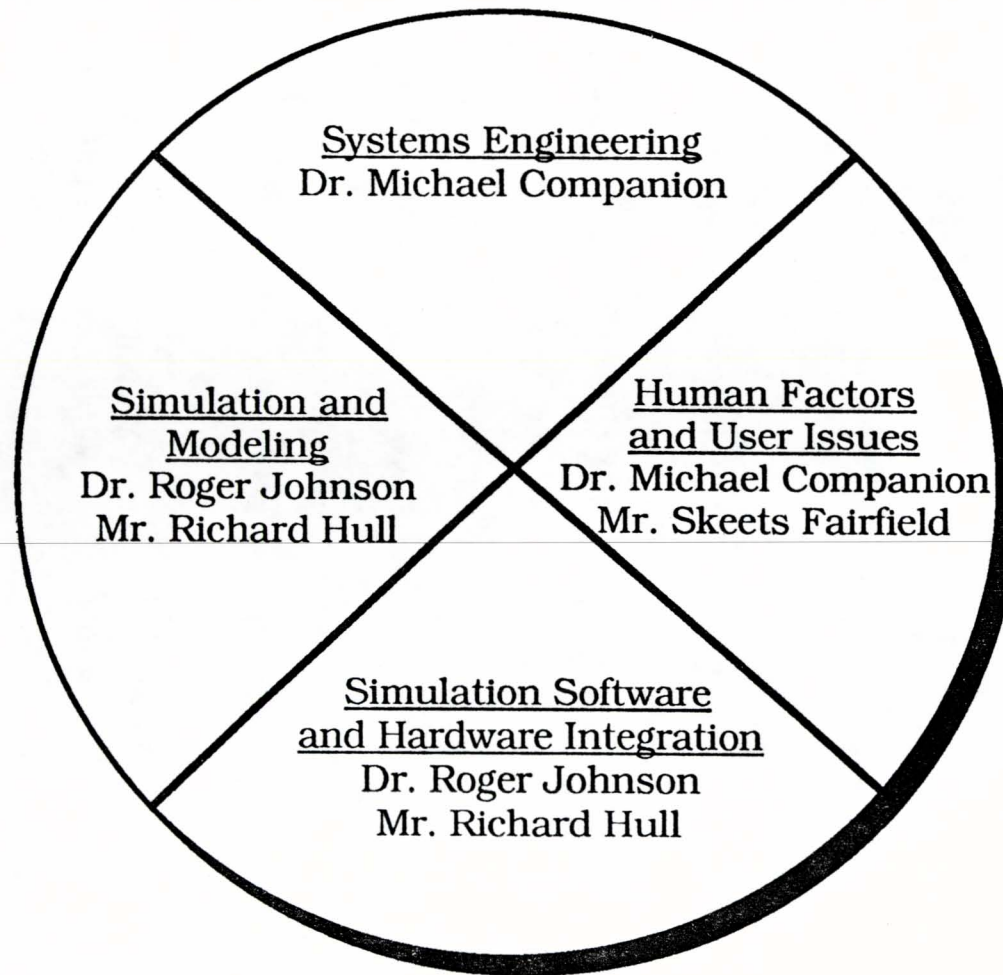 Systems Engineering
Dr. Michael Companion
Simulation and
Modeling
Dr. Roger Johnson
Mr. Richard Hull
Human Factors
and User Issues
Dr. Michael Companion
Mr. Skeets Fairfield
Simulation Software
and Hardware Integration
Dr. Roger Johnson
Mr. Richard Hull